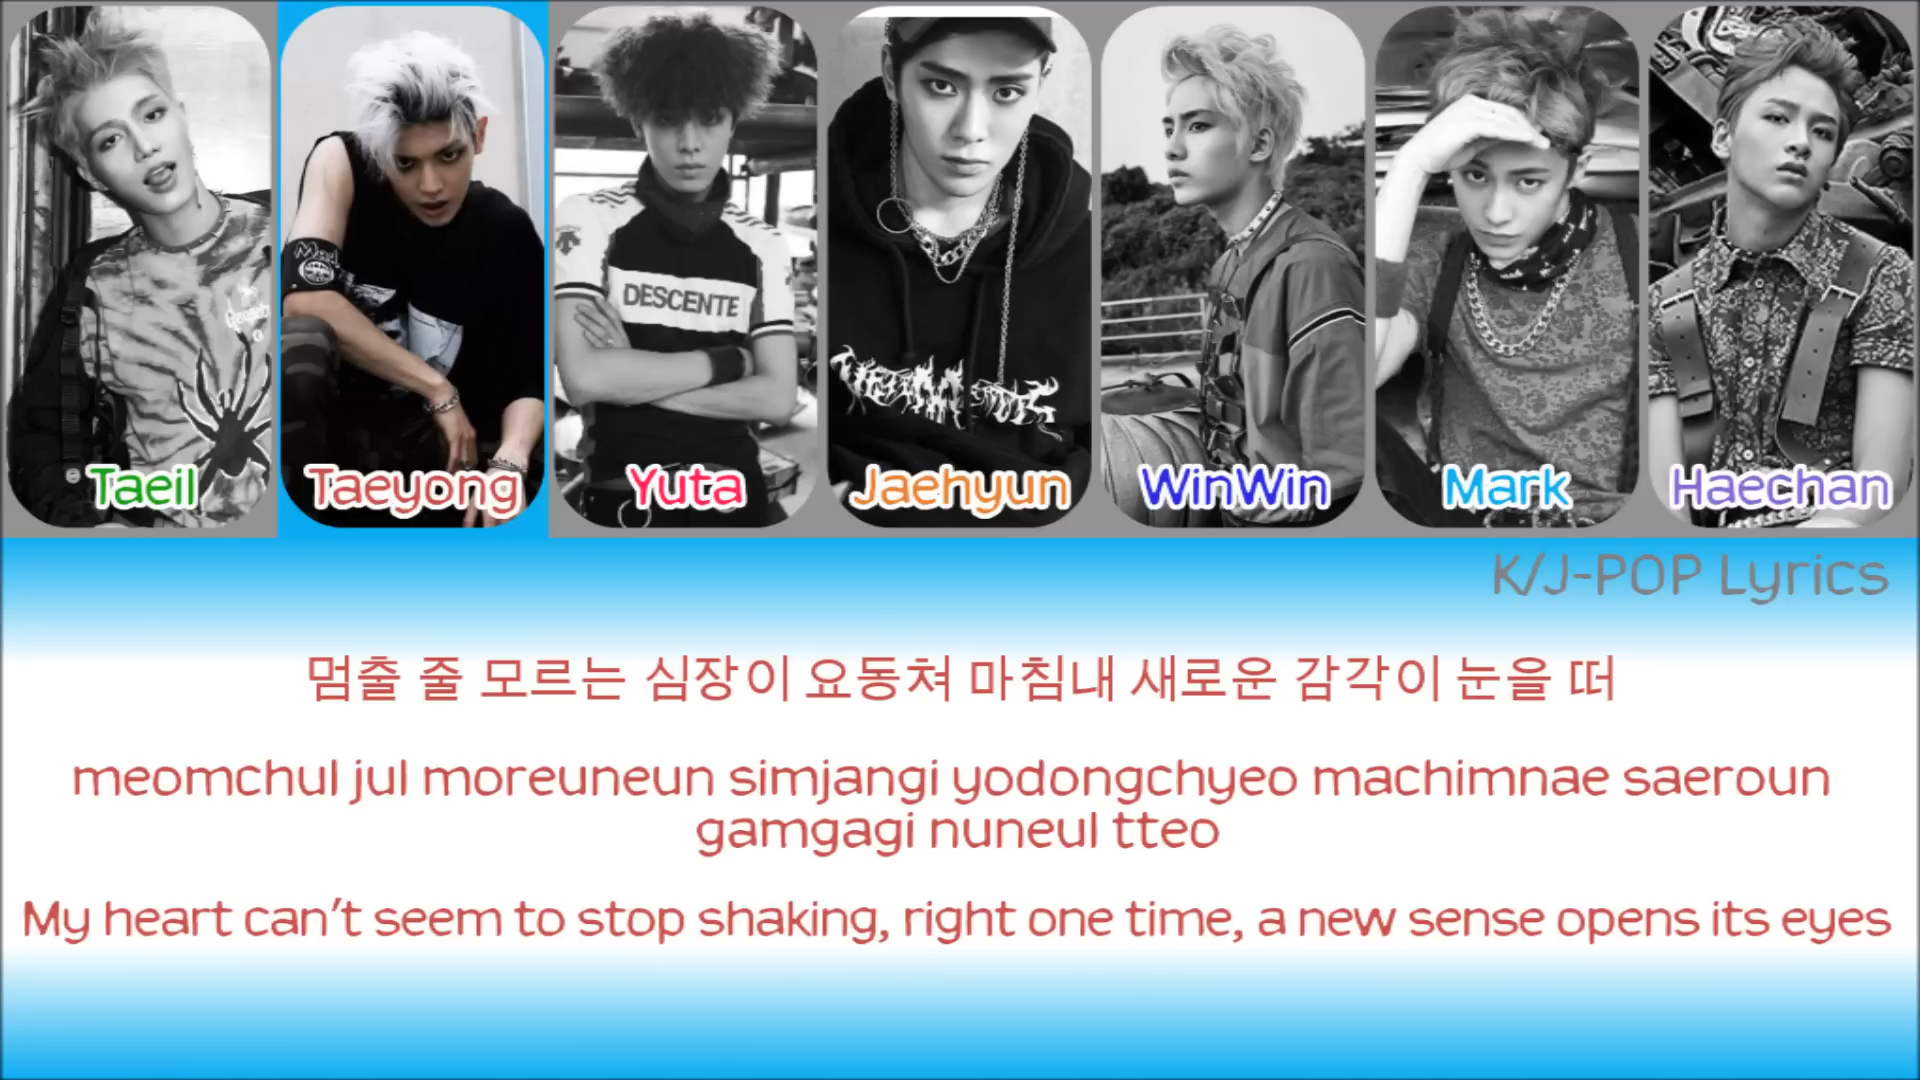 DESCENTE
Taeil
Taeyong
Yuta
Jaehyun
WinWin
Mark
Haechan
K/J-POP Lyrics
멈출 줄 모르는 심장이 요동쳐 마침내 새로운 감각이 눈을 떠
meomchul jul moreuneun simjangi yodongchyeo machimnae saeroun
gamgagi nuneul tteo
My heart can't seem to stop shaking, right one time, a new sense opens its eyes